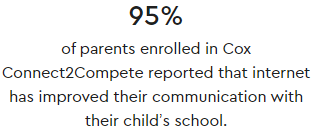 95%
of parents enrolled in Cox
Connect2Compete reported that internet
has improved their communication with
their child's school.